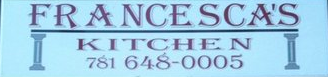 FRANCESCA'S
KITCHEN
781 648-0005